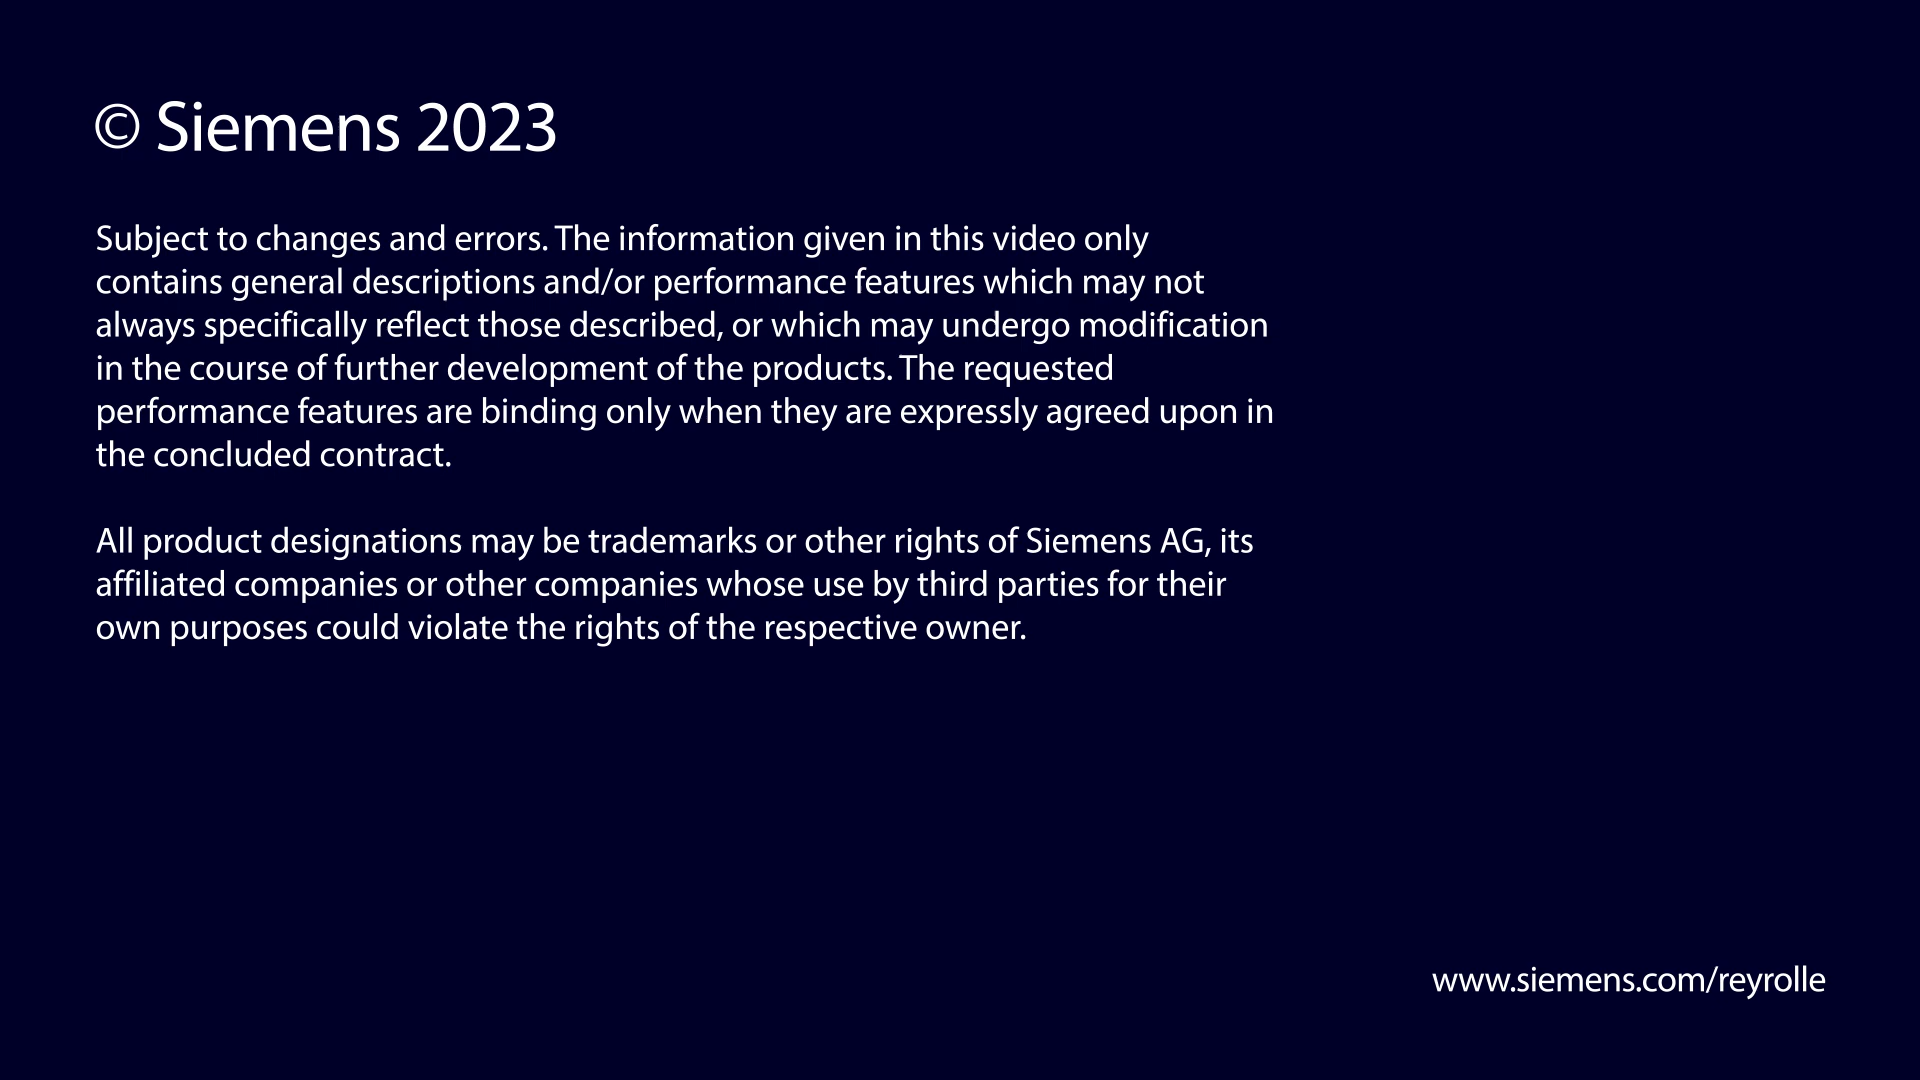 © Siemens 2023
Subject to changes and errors. The information given in this video only
contains general descriptions and/or performance features which may not
always specifically reflect those described, or which may undergo modification
in the course of further development of the products. The requested
performance features are binding only when they are expressly agreed upon in
the concluded contract.
All product designations may be trademarks or other rights of Siemens AG, its
affiliated companies or other companies whose use by third parties for their
own purposes could violate the rights of the respective owner.
www.siemens.com/reyrolle